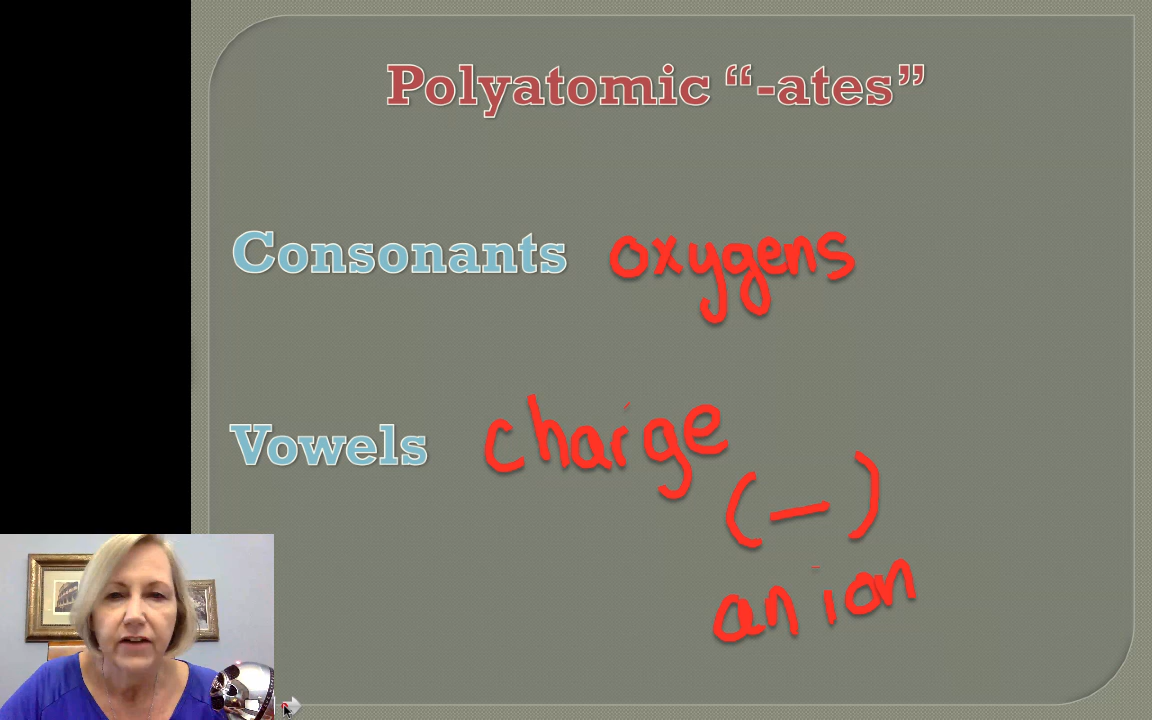 Polyatomic “-ates”
Consonants oxygens
Vowels charge
(—)
anion